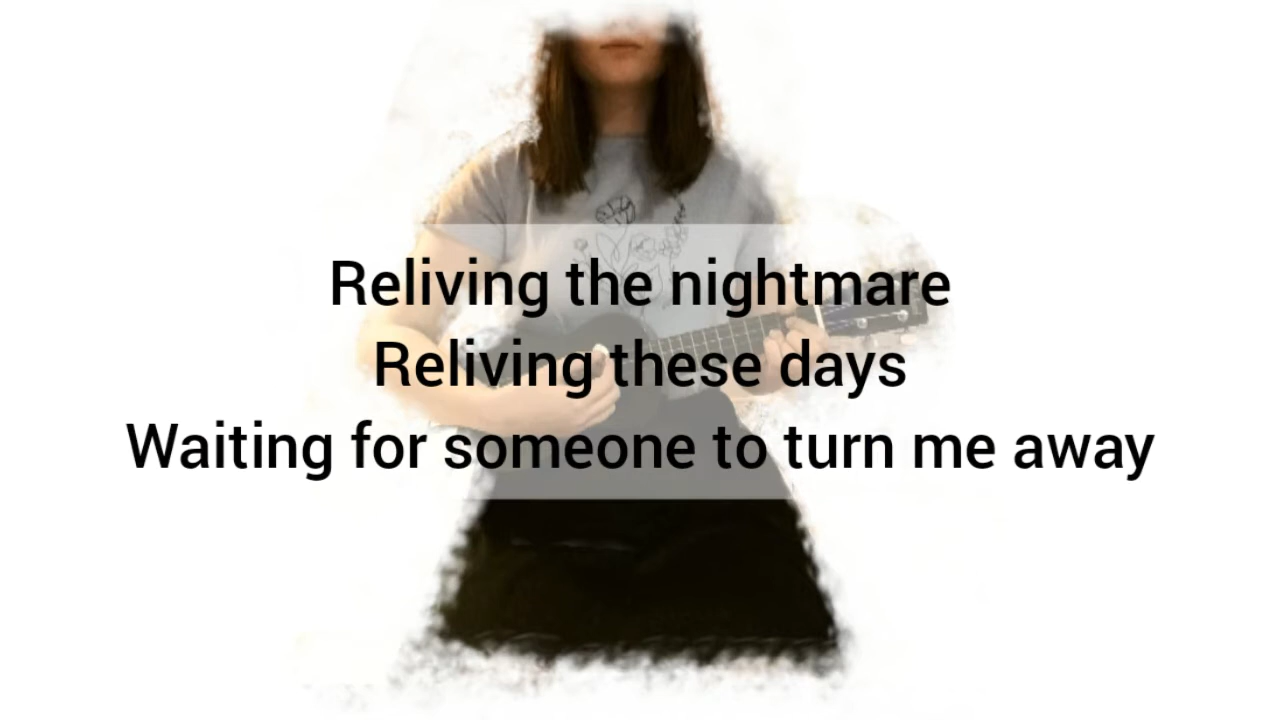 Reliving the nightmare
Reliving these days
Waiting for someone to turn me away